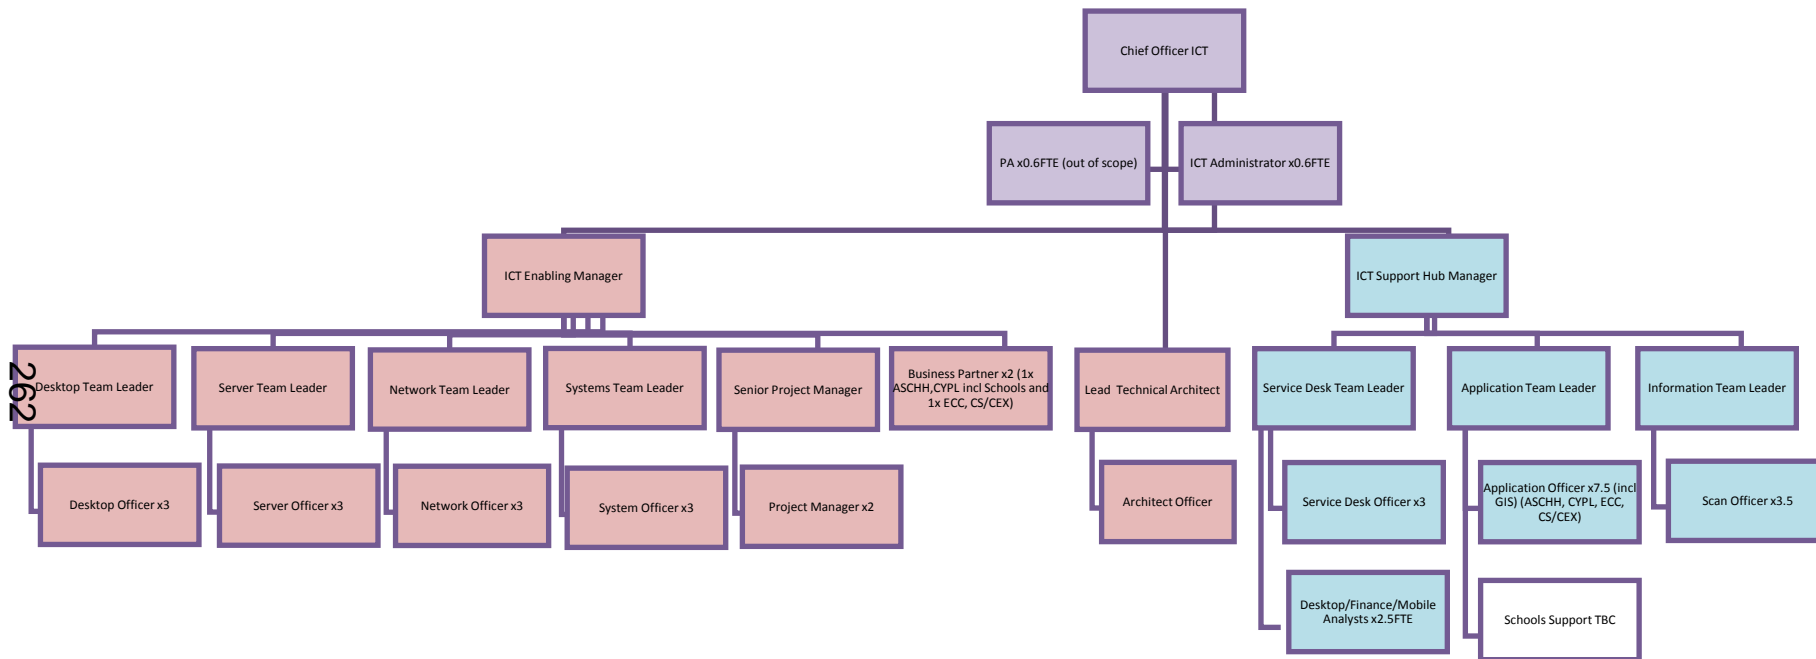 Chief Officer ICT
PA x0.6FTE (out of scope)
ICT Administrator x0.6FTE
ICT Enabling Manager
ICT Support Hub Manager
Desktop Team Leader
Server Team Leader
Network Team Leader
Systems Team Leader
Senior Project Manager
Business Partner x2 (1x
ASCHH,CYPL incl Schools and
1x ECC, CS/CEX)
Lead Technical Architect
Service Desk Team Leader
Application Team Leader
Information Team Leader
262
Desktop Officer x3
Server Officer x3
Network Officer x3
System Officer x3
Project Manager x2
Architect Officer
Service Desk Officer x3
Application Officer x7.5 (incl
GIS) (ASCHH, CYPL, ECC,
CS/CEX)
Scan Officer x3.5
Desktop/Finance/Mobile
Analysts x2.5FTE
Schools Support TBC